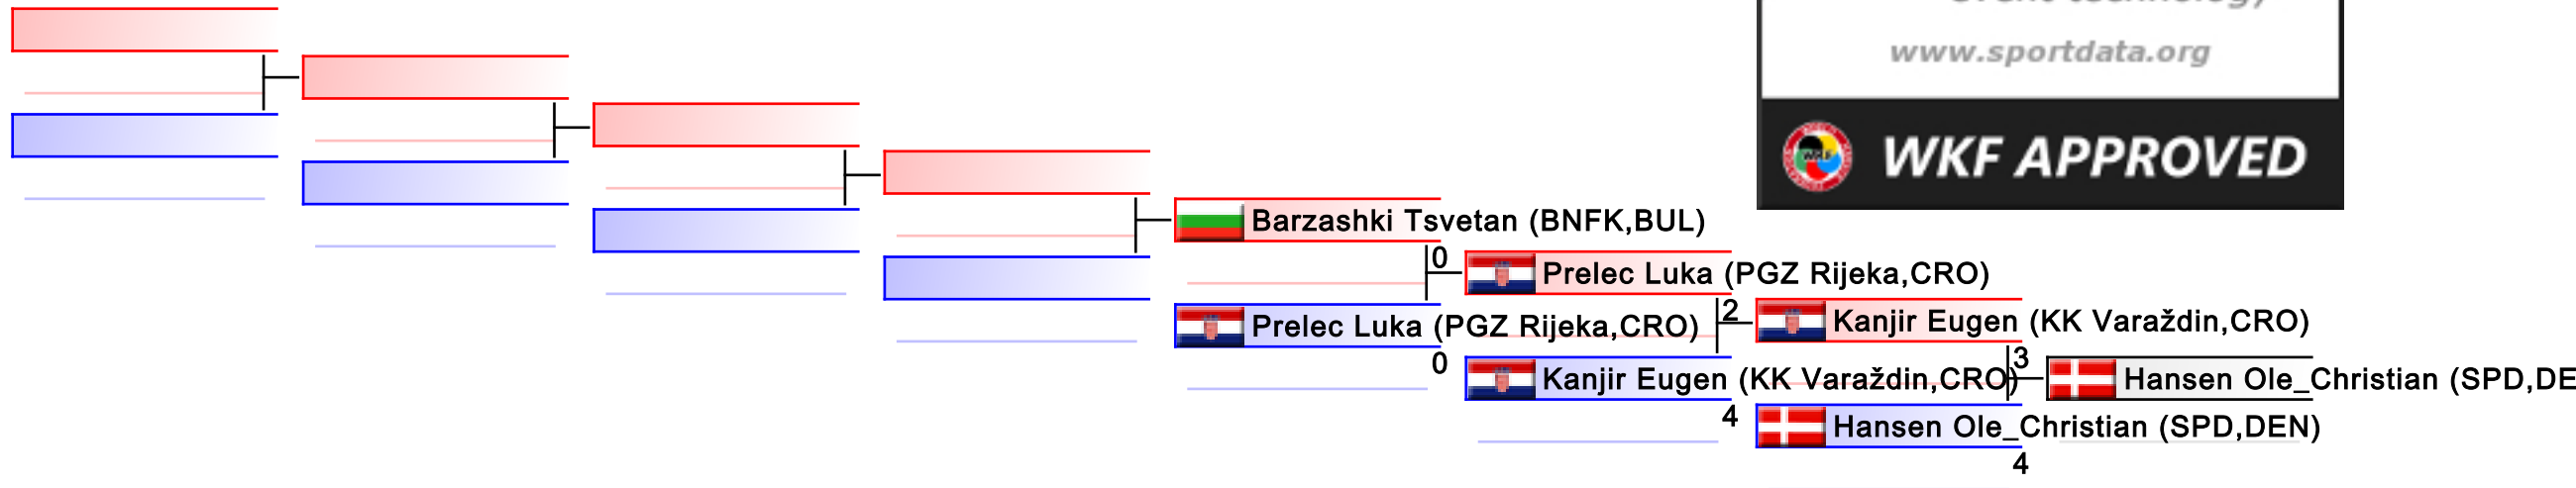 event technology
www.sportdata.org
WKF APPROVED
Barzashki Tsvetan (BNFK,BUL)
0
Prelec Luka (PGZ Rijeka,CRO)
Prelec Luka (PGZ Rijeka,CRO)
2
Kanjir Eugen (KK Varaždin,CRO)
0
Kanjir Eugen (KK Varaždin,CRO)
3
Hansen Ole_Christian (SPD,DE
4
Hansen Ole_Christian (SPD,DEN)
4